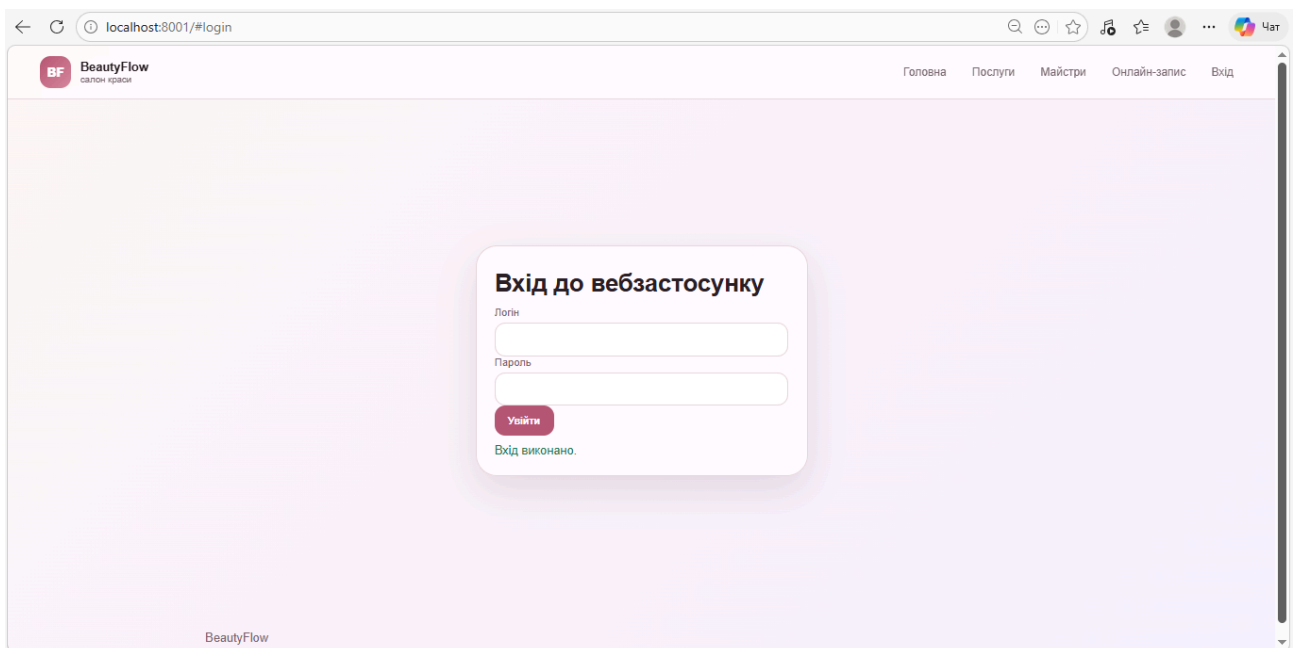 localhost:8001/#login
Чат
BF
BeautyFlow
салон краси
Головна Послуги Майстри Онлайн-запис Вхід
Вхід до вебзастосунку
Логін
Пароль
Увійти
Вхід виконано.
BeautyFlow